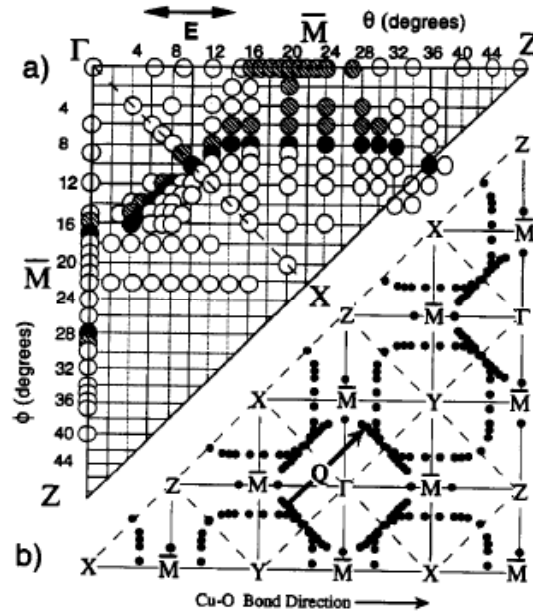 E
Γ 4 8 12 16 20 M̅ 24 26 32 36 40 44 Z
θ (degrees)
a)
4
8
12
16
M̅
20
24
28
32
36
40
44
ϕ (degrees)
Z
X
Z
X M̅
Z M̅ Γ
X M̅ Y M̅
Z M̅ Q Γ M̅ Z
b)
X M̅ Y M̅ X M̅
Cu-O Bond Direction